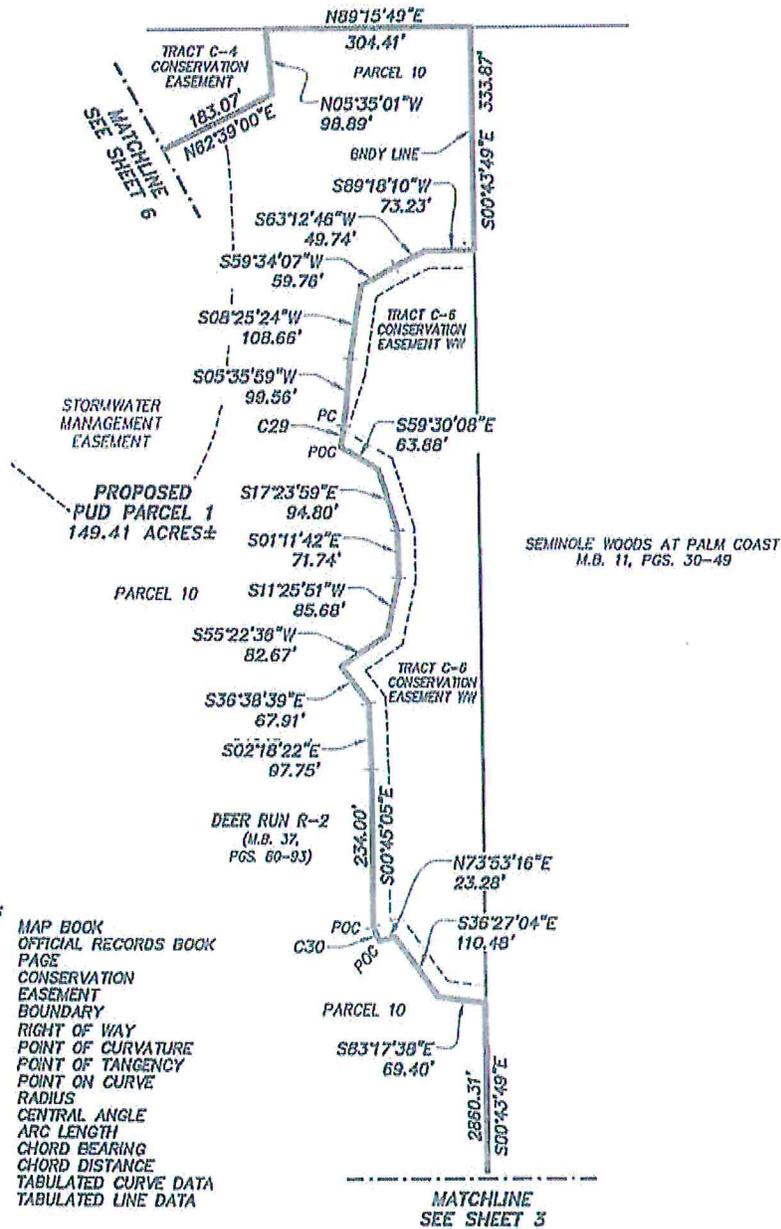 N89°15'49"E
304.41'
TRACT C-4
CONSERVATION
EASEMENT
PARCEL 10
333.87'
S00°43'49"E
MATCHLINE
SEE SHEET 6
183.07'
N62°39'00"E
N05°35'01"W
98.89'
BNDY LINE
S89°18'10"W
73.23'
S63°12'46"W
49.74'
S59°34'07"W
59.76'
S08°25'24"W
108.66'
TRACT C-6
CONSERVATION
EASEMENT WW
S05°35'59"W
99.56'
STORMWATER
MANAGEMENT
EASEMENT
PC
C29
POC
S59°30'08"E
63.88'
PROPOSED
PUD PARCEL 1
149.41 ACRES±
S17°23'59"E
94.80'
S01°11'42"E
71.74'
SEMINOLE WOODS AT PALM COAST
M.B. 11, PGS. 30-49
PARCEL 10
S11°25'51"W
85.68'
S55°22'36"W
82.67'
TRACT C-6
CONSERVATION
EASEMENT WW
S36°38'39"E
67.91'
S02°18'22"E
97.75'
DEER RUN R-2
(M.B. 37,
PGS. 60-93)
234.00'
S00°45'05"E
N73°53'16"E
23.28'
POC
C30
POC
S36°27'04"E
110.48'
MAP BOOK
OFFICIAL RECORDS BOOK
PAGE
CONSERVATION
EASEMENT
BOUNDARY
RIGHT OF WAY
POINT OF CURVATURE
POINT OF TANGENCY
POINT ON CURVE
RADIUS
CENTRAL ANGLE
ARC LENGTH
CHORD BEARING
CHORD DISTANCE
TABULATED CURVE DATA
TABULATED LINE DATA
PARCEL 10
S83°17'38"E
69.40'
2860.31'
S00°43'49"E
MATCHLINE
SEE SHEET 3